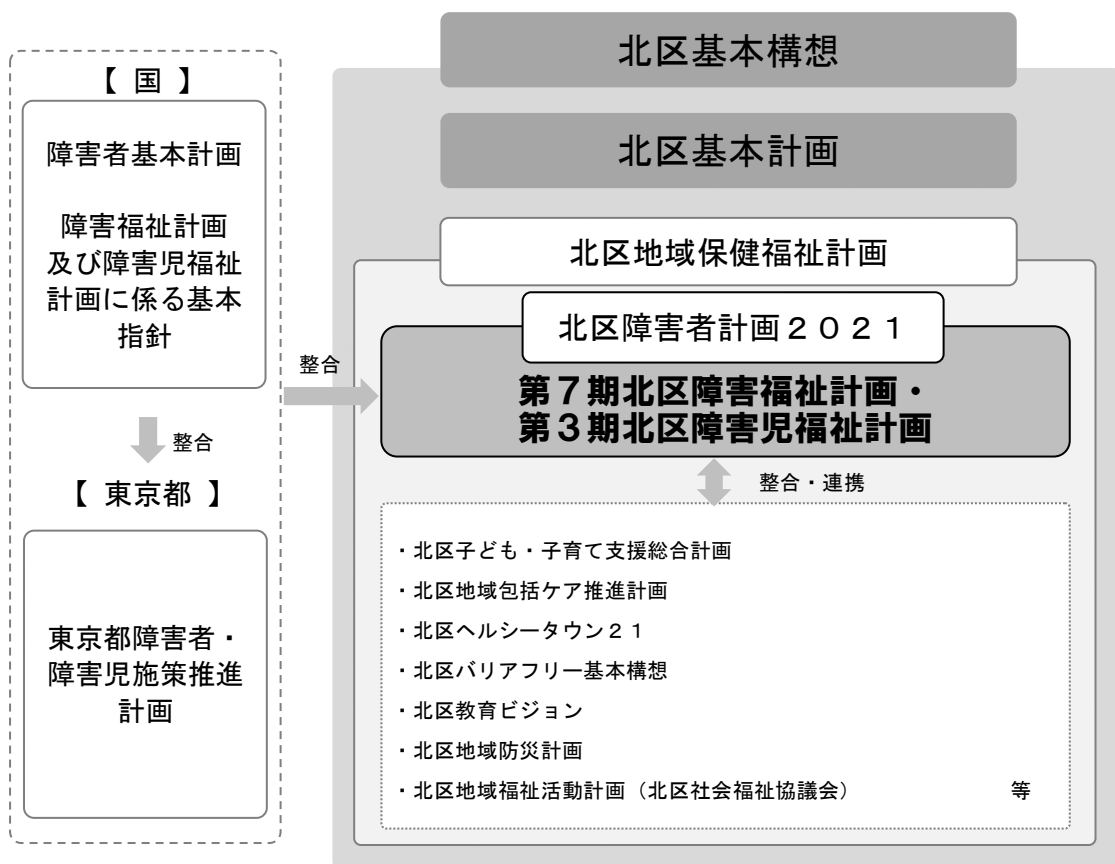 【 国 】
障害者基本計画
障害福祉計画
及び障害児福祉
計画に係る基本
指針
整合
【 東京都 】
東京都障害者・
障害児施策推進
計画
整合
北区基本構想
北区基本計画
北区地域保健福祉計画
北区障害者計画２０２１
第７期北区障害福祉計画・
第３期北区障害児福祉計画
整合・連携
・北区子ども・子育て支援総合計画
・北区地域包括ケア推進計画
・北区ヘルシータウン２１
・北区バリアフリー基本構想
・北区教育ビジョン
・北区地域防災計画
・北区地域福祉活動計画（北区社会福祉協議会） 等